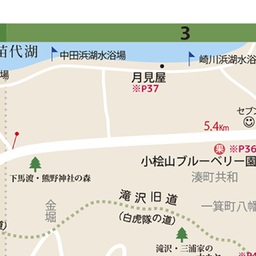 3
苗代湖
中田浜湖水浴場
崎川浜湖水浴
場
月見屋
※P37
セブ
5.4Km
果 ※P36
小桧山ブルーベリー園
下馬渡・熊野神社の森
湊町共和
金堀
滝沢旧道
(白虎隊の道)
一箕町八幡
滝沢・三浦家の